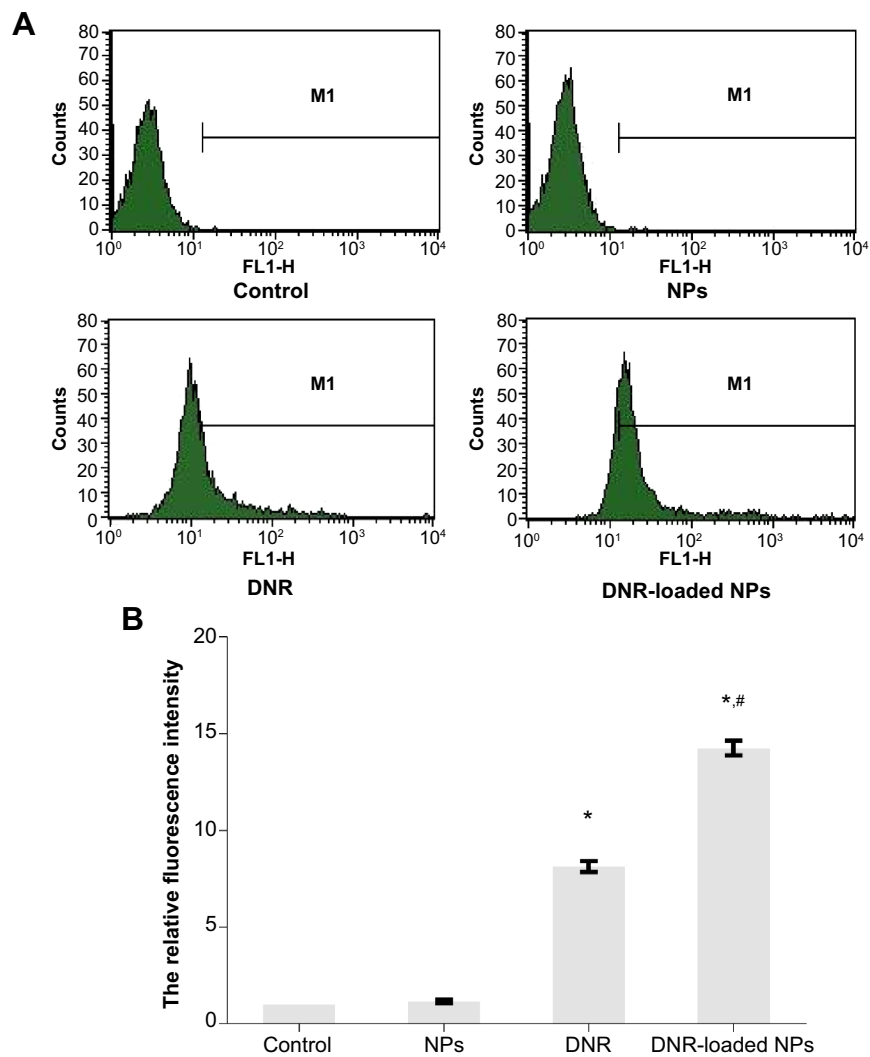 A
80
70
60
50
40
30
20
10
0
Counts
M1
10⁰ 10¹ 10² 10³ 10⁴
FL1-H
Control
80
70
60
50
40
30
20
10
0
Counts
M1
10⁰ 10¹ 10² 10³ 10⁴
FL1-H
NPs
80
70
60
50
40
30
20
10
0
Counts
M1
10⁰ 10¹ 10² 10³ 10⁴
FL1-H
DNR
80
70
60
50
40
30
20
10
0
Counts
M1
10⁰ 10¹ 10² 10³ 10⁴
FL1-H
DNR-loaded NPs
B
The relative fluorescence intensity
20
15
10
5
0
*
*,#
Control NPs DNR DNR-loaded NPs